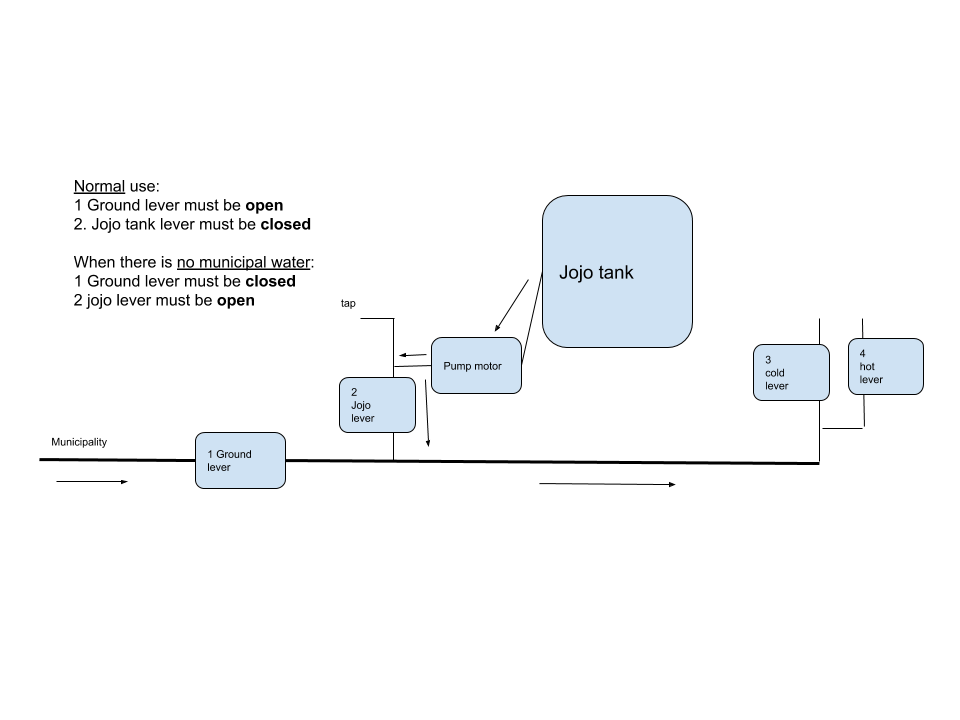 Normal use:
1 Ground lever must be open
2. Jojo tank lever must be closed
When there is no municipal water:
1 Ground lever must be closed
2 jojo lever must be open
tap
Jojo tank
Pump motor
2
Jojo
lever
3
cold
lever
4
hot
lever
Municipality
1 Ground
lever